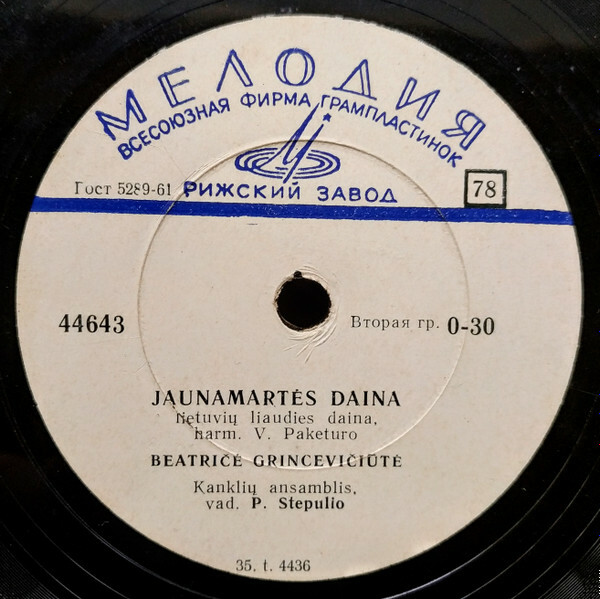 МЕЛОДИЯ
ВСЕСОЮЗНАЯ ФИРМА ГРАМПЛАСТИНОК
Гост 5289-61
РИЖСКИЙ ЗАВОД
78
44643
Вторая гр. 0-30
JAUNAMARTĖS DAINA
lietuvių liaudies daina,
harm. V. Paketuro
BEATRIČĖ GRINCEVIČIŪTĖ
Kanklių ansamblis,
vad. P. Stepulio
35. t. 4436